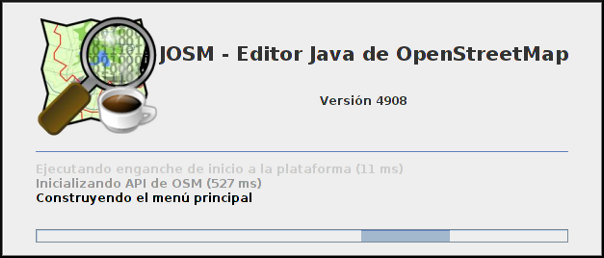 JOSM - Editor Java de OpenStreetMap
Versión 4908
Ejecutando enganche de inicio a la plataforma (11 ms)
Inicializando API de OSM (527 ms)
Construyendo el menú principal